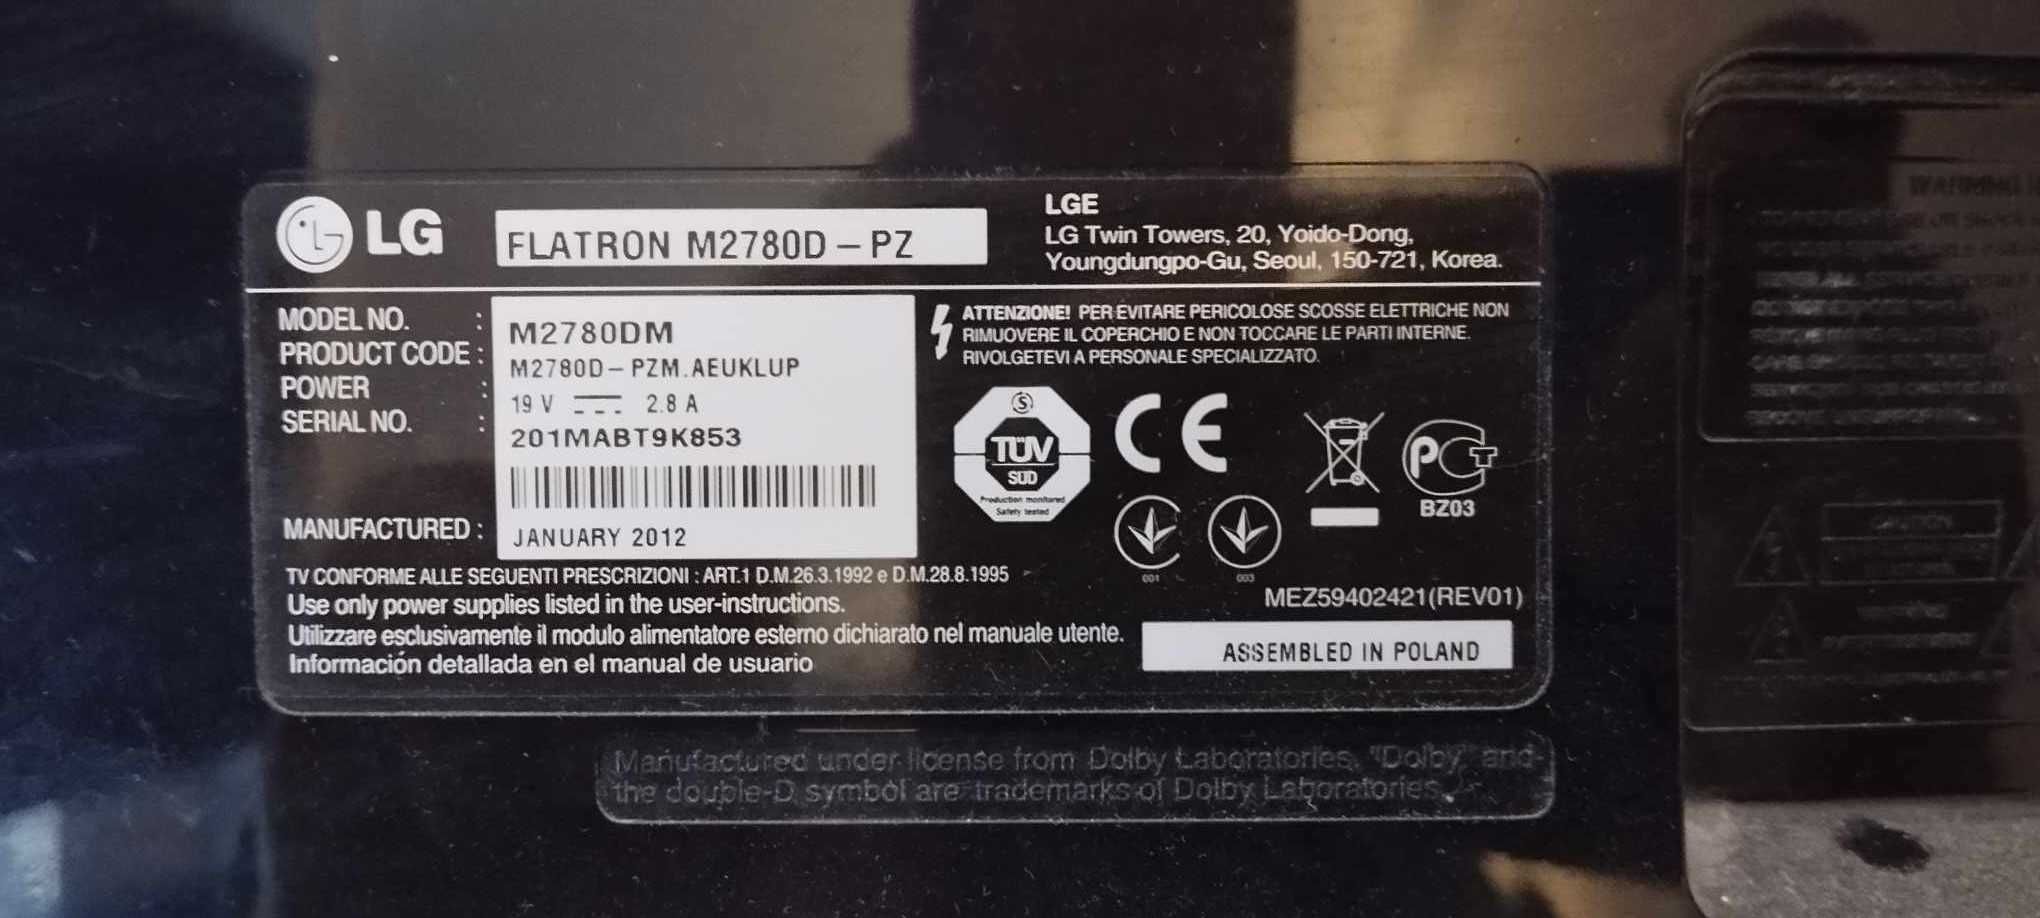 LG
FLATRON M2780D – PZ
LGE
LG Twin Towers, 20, Yoido-Dong,
Youngdungpo-Gu, Seoul, 150-721, Korea.
MODEL NO. : M2780DM
PRODUCT CODE : M2780D – PZM.AEUKLUP
POWER : 19 V 2.8 A
SERIAL NO. : 201MABT9K853
MANUFACTURED : JANUARY 2012
ATTENZIONE! PER EVITARE PERICOLOSE SCOSSE ELETTRICHE NON
RIMUOVERE IL COPERCHIO E NON TOCCARE LE PARTI INTERNE.
RIVOLGETEVI A PERSONALE SPECIALIZZATO.
S
TÜV
SÜD
Production monitored
Safety tested
CE
PCT
BZ03
001
003
TV CONFORME ALLE SEGUENTI PRESCRIZIONI : ART.1 D.M.26.3.1992 e D.M.28.8.1995
Use only power supplies listed in the user-instructions.
Utilizzare esclusivamente il modulo alimentatore esterno dichiarato nel manuale utente.
Información detallada en el manual de usuario
MEZ59402421(REV01)
ASSEMBLED IN POLAND
Manufactured under license from Dolby Laboratories. "Dolby" and
the double-D symbol are trademarks of Dolby Laboratories.
WARNING
CAUTION